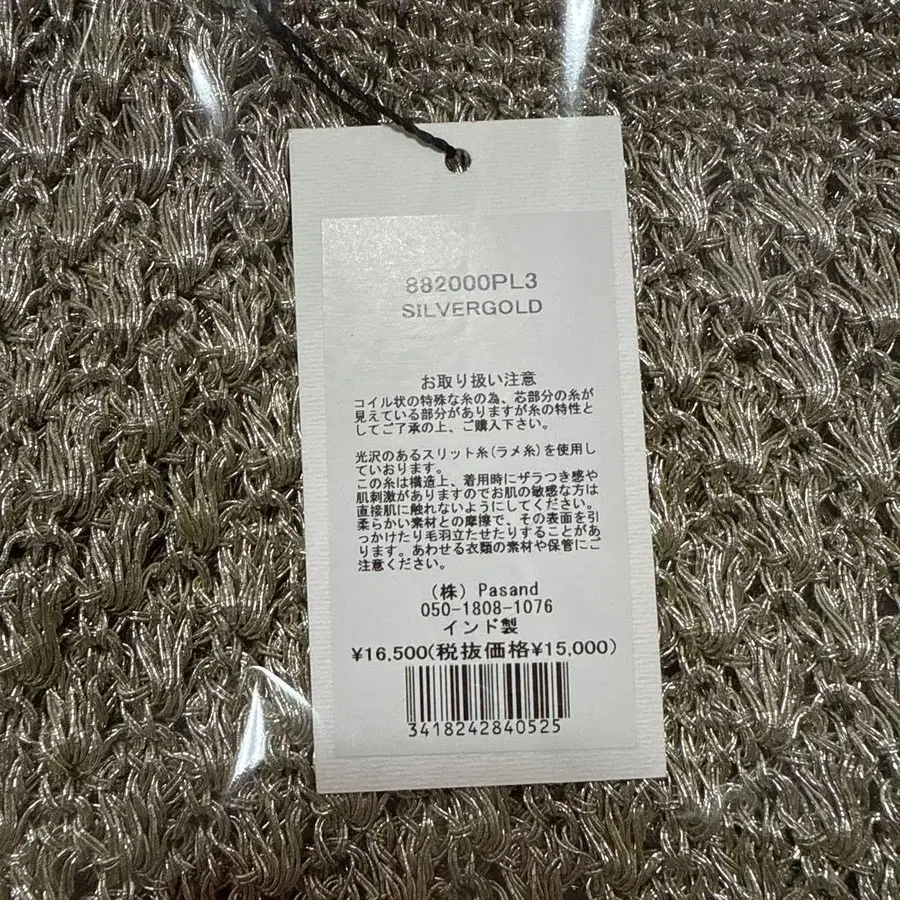 882000PL3
SILVERGOLD
お取り扱い注意
コイル状の特殊な糸の為、芯部分の糸が
見えている部分がありますが糸の特性と
してご了承の上、ご購入下さい。
光沢のあるスリット糸(ラメ糸)を使用し
ております。
この糸は構造上、着用時にザラつき感や
肌刺激がありますのでお肌の敏感な方は
直接肌に触れないようにしてください。
柔らかい素材との摩擦で、その表面を引
っかけたり毛羽立たせたりすることがあ
ります。あわせる衣類の素材や保管にご
注意ください。
(株) Pasand
050-1808-1076
インド製
¥16,500(税抜価格¥15,000)
3418242840525